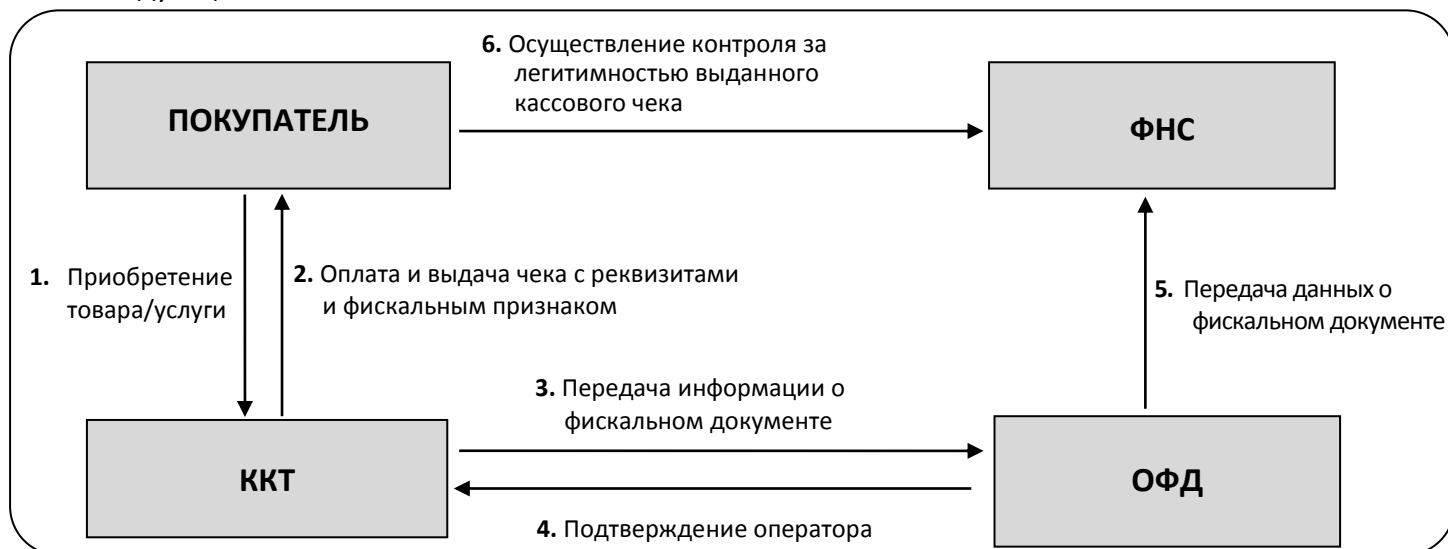 6. Осуществление контроля за
легитимностью выданного
кассового чека
ПОКУПАТЕЛЬ
ФНС
1. Приобретение
товара/услуги
2. Оплата и выдача чека с реквизитами
и фискальным признаком
5. Передача данных о
фискальном документе
3. Передача информации о
фискальном документе
ККТ
ОФД
4. Подтверждение оператора